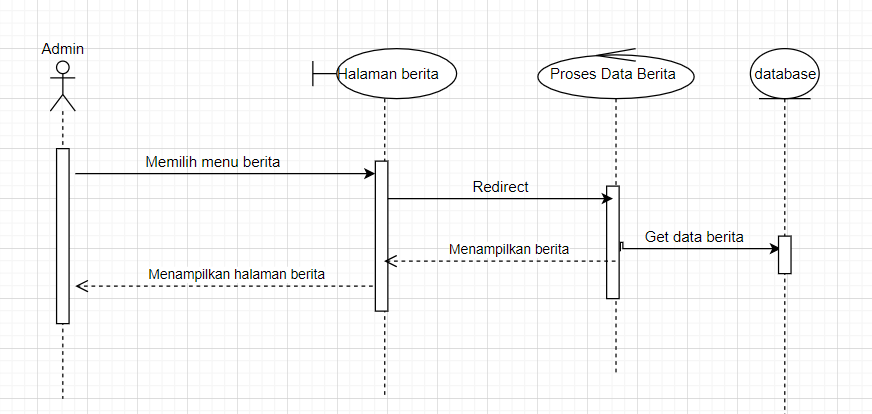 Admin
Halaman berita
Proses Data Berita
database
Memilih menu berita
Redirect
Get data berita
Menampilkan berita
Menampilkan halaman berita